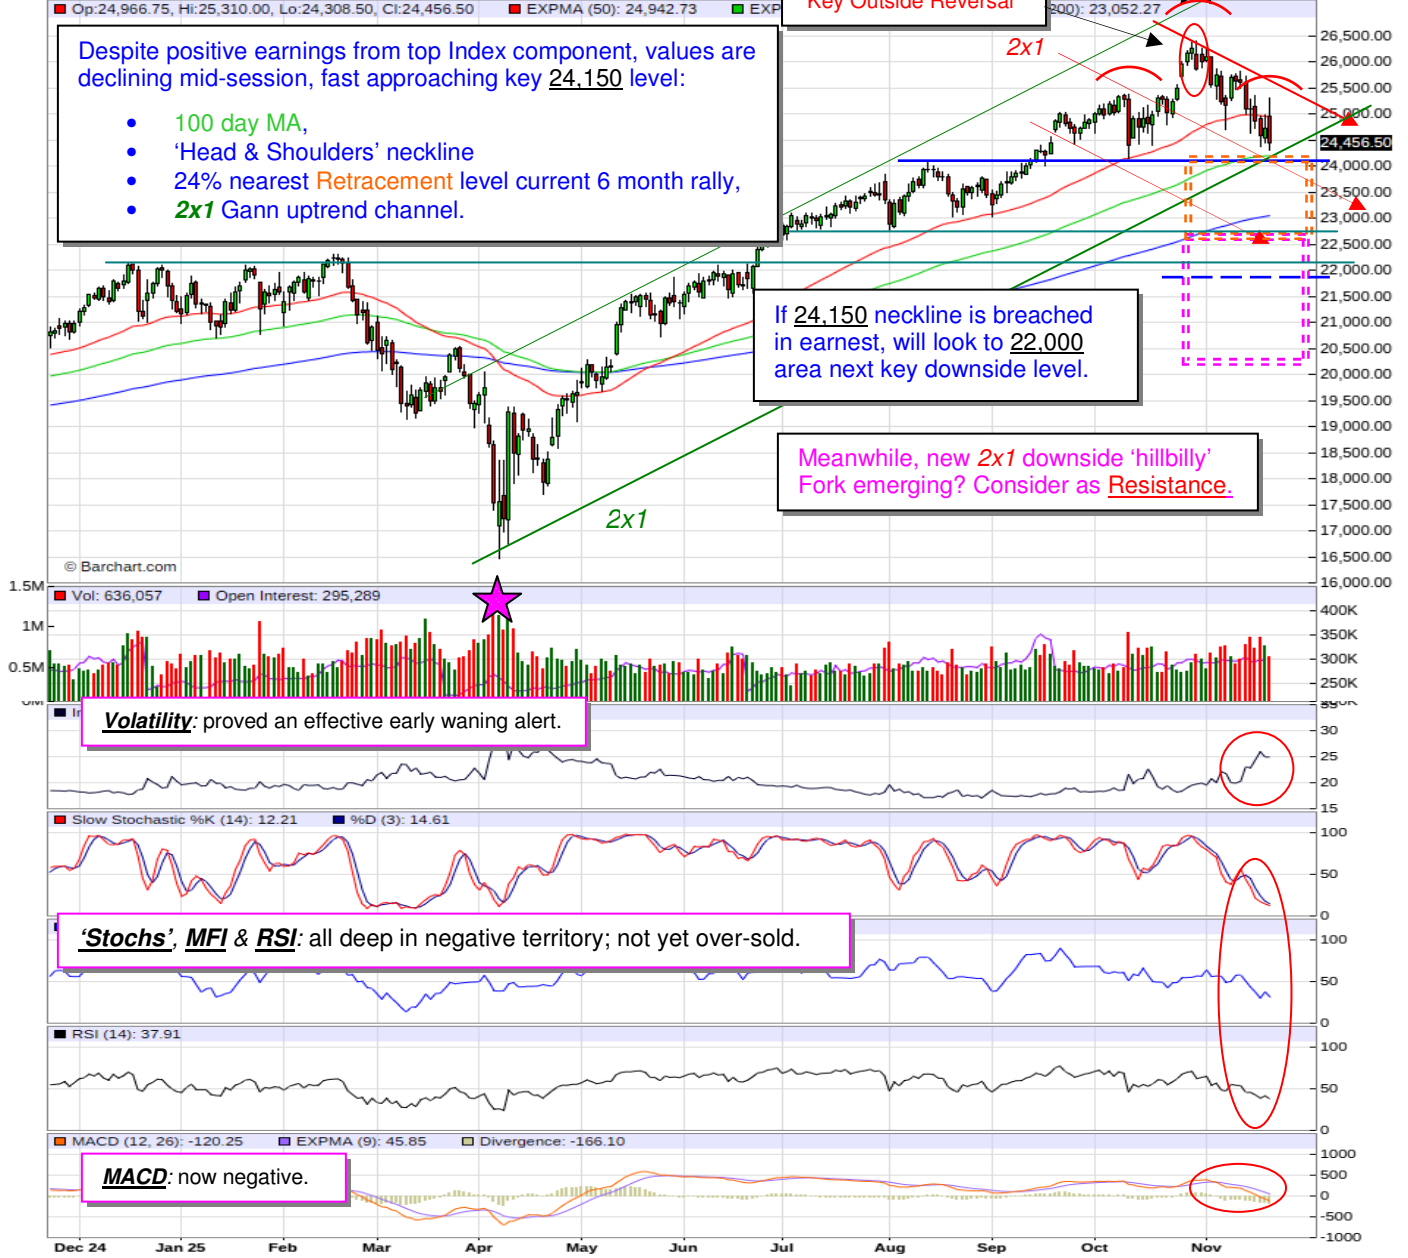 Op:24,966.75, Hi:25,310.00, Lo:24,308.50, Cl:24,456.50 EXPMA (50): 24,942.73 EXP 200): 23,052.27
Key Outside Reversal
Despite positive earnings from top Index component, values are
declining mid-session, fast approaching key 24,150 level:
• 100 day MA,
• ‘Head & Shoulders’ neckline
• 24% nearest Retracement level current 6 month rally,
• 2x1 Gann uptrend channel.
2x1
26,500.00
26,000.00
25,500.00
25,000.00
24,456.50
24,000.00
23,500.00
23,000.00
22,500.00
22,000.00
21,500.00
21,000.00
20,500.00
20,000.00
19,500.00
19,000.00
18,500.00
18,000.00
17,500.00
17,000.00
16,500.00
16,000.00
If 24,150 neckline is breached
in earnest, will look to 22,000
area next key downside level.
Meanwhile, new 2x1 downside ‘hillbilly’
Fork emerging? Consider as Resistance.
2x1
© Barchart.com
1.5M
1M
0.5M
0M
Vol: 636,057 Open Interest: 295,289
400K
350K
300K
250K
Volatility: proved an effective early waning alert.
35
30
25
20
15
Slow Stochastic %K (14): 12.21 %D (3): 14.61
100
50
0
‘Stochs’, MFI & RSI: all deep in negative territory; not yet over-sold.
100
50
0
RSI (14): 37.91
100
50
0
MACD (12, 26): -120.25 EXPMA (9): 45.85 Divergence: -166.10
MACD: now negative.
1000
500
0
-500
-1000
Dec 24 Jan 25 Feb Mar Apr May Jun Jul Aug Sep Oct Nov